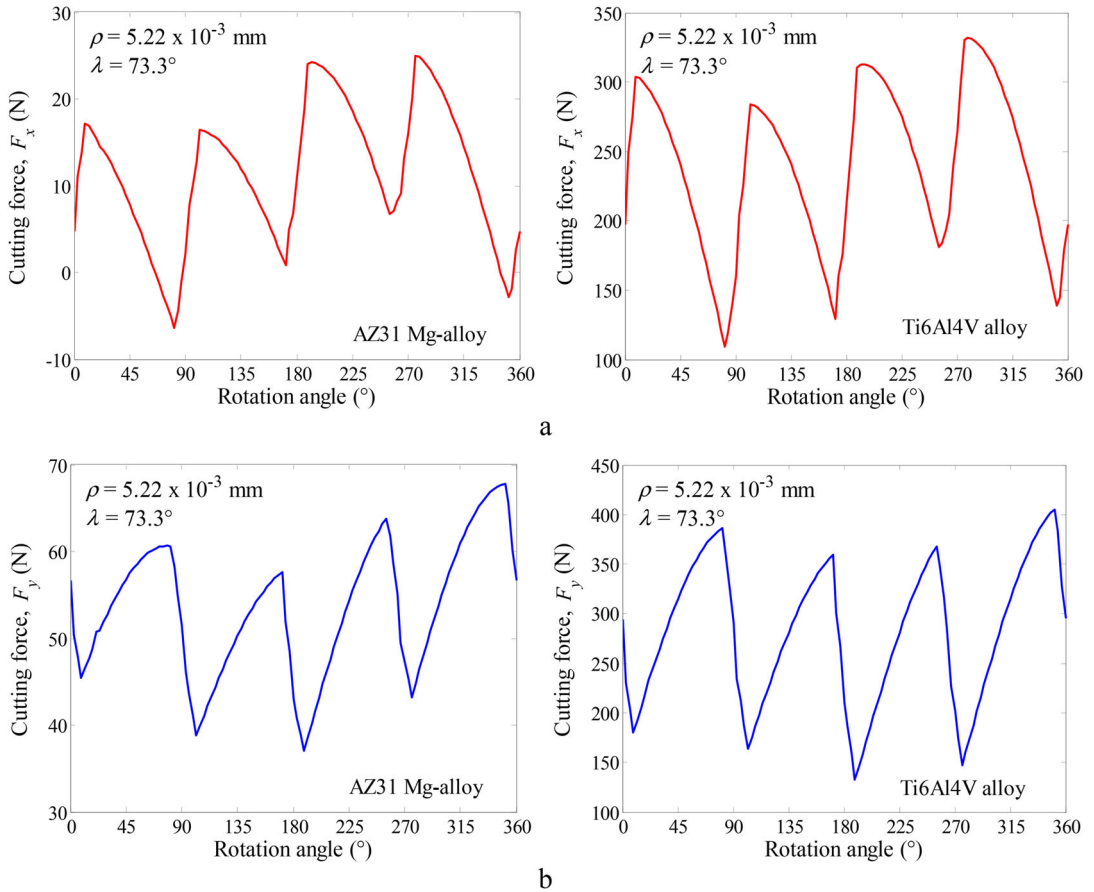 ρ = 5.22 x 10⁻³ mm
λ = 73.3°
Cutting force, Fₓ (N)
30
20
10
0
-10
AZ31 Mg-alloy
0 45 90 135 180 225 270 315 360
Rotation angle (°)
ρ = 5.22 x 10⁻³ mm
λ = 73.3°
Cutting force, Fₓ (N)
350
300
250
200
150
100
Ti6Al4V alloy
0 45 90 135 180 225 270 315 360
Rotation angle (°)
a
ρ = 5.22 x 10⁻³ mm
λ = 73.3°
Cutting force, Fy (N)
70
60
50
40
30
AZ31 Mg-alloy
0 45 90 135 180 225 270 315 360
Rotation angle (°)
ρ = 5.22 x 10⁻³ mm
λ = 73.3°
Cutting force, Fy (N)
450
400
350
300
250
200
150
100
Ti6Al4V alloy
0 45 90 135 180 225 270 315 360
Rotation angle (°)
b